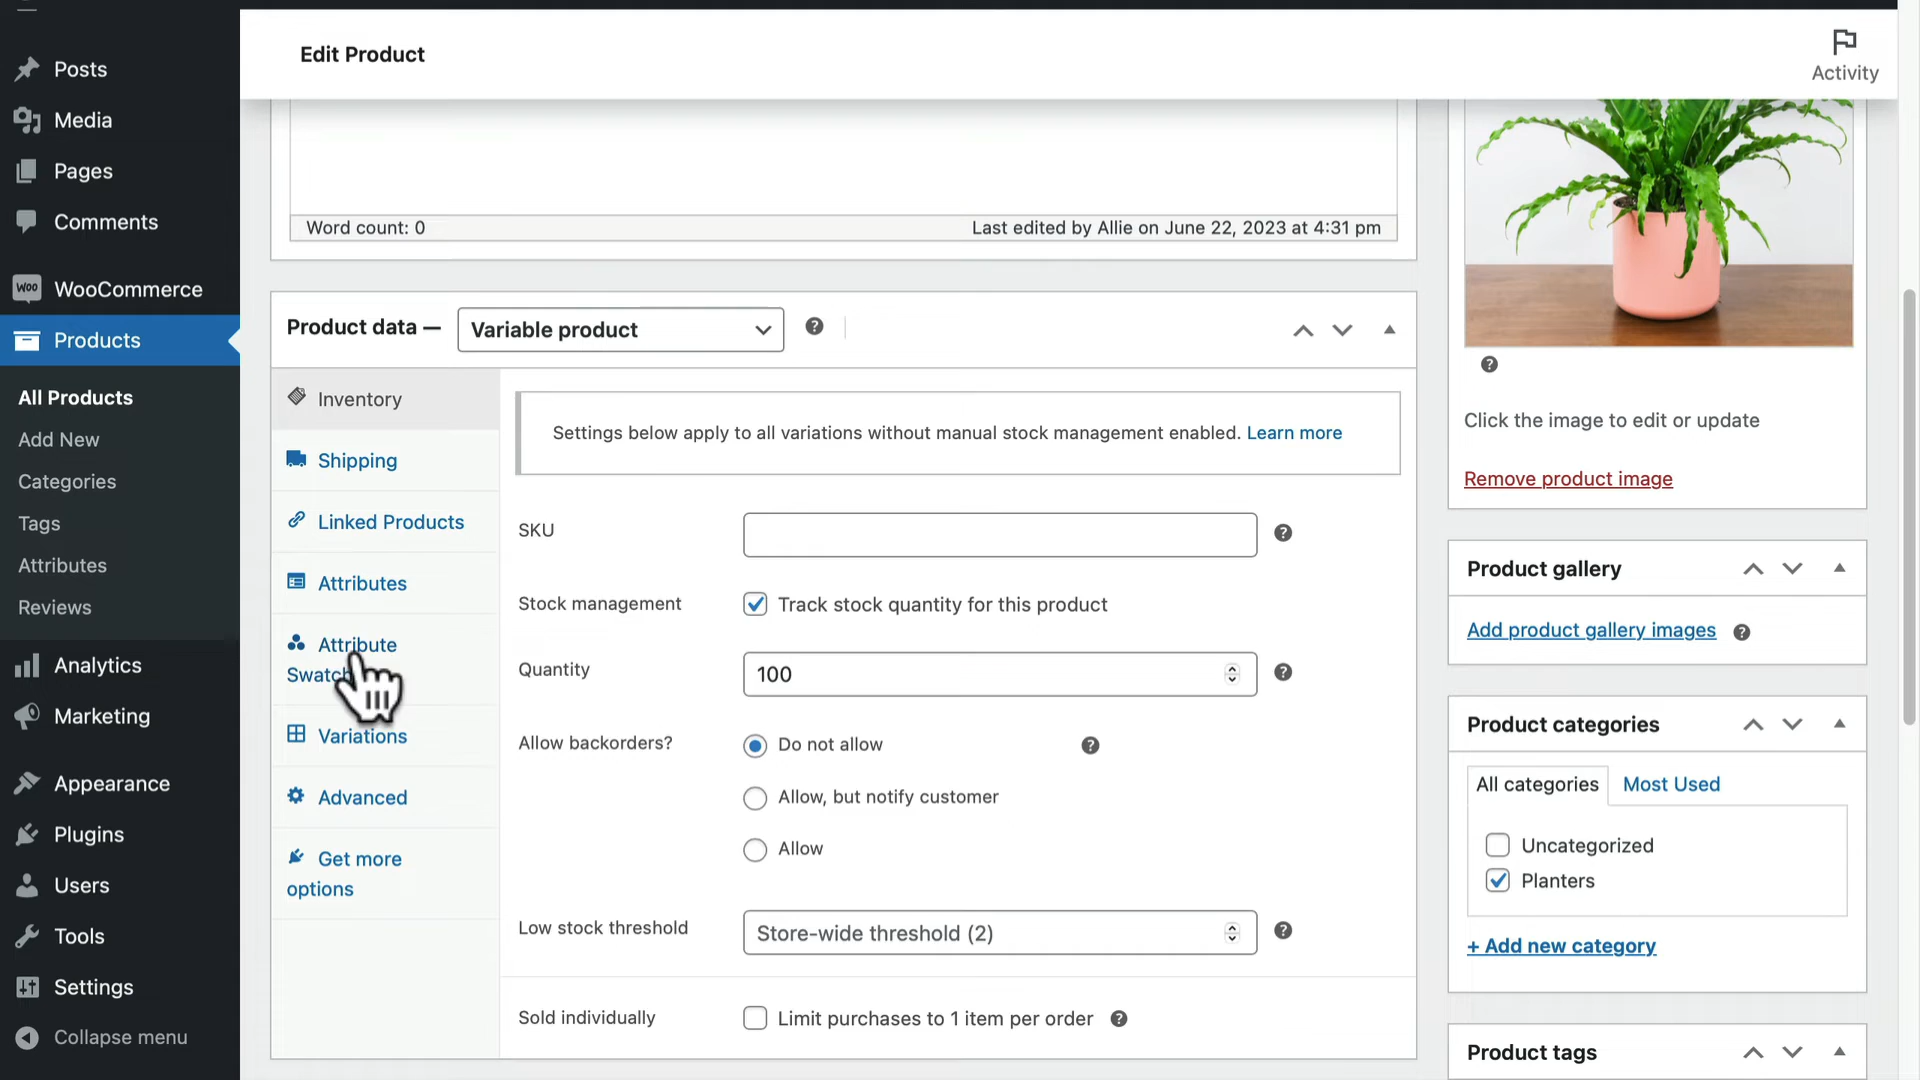 Posts
Media
Pages
Comments
WOO WooCommerce
Products
All Products
Add New
Categories
Tags
Attributes
Reviews
Analytics
Marketing
Appearance
Plugins
Users
Tools
Settings
Collapse menu
Edit Product
Activity
Word count: 0
Last edited by Allie on June 22, 2023 at 4:31 pm
Product data —
Variable product
?
Inventory
Shipping
Linked Products
Attributes
Attribute
Variations
Advanced
Get more
options
Settings below apply to all variations without manual stock management enabled. Learn more
SKU
?
Stock management
Track stock quantity for this product
Quantity
100
?
Allow backorders?
Do not allow
?
Allow, but notify customer
Allow
Low stock threshold
Store-wide threshold (2)
?
Sold individually
Limit purchases to 1 item per order
?
?
Click the image to edit or update
Remove product image
Product gallery
Add product gallery images
?
Product categories
All categories
Most Used
Uncategorized
Planters
+ Add new category
Product tags